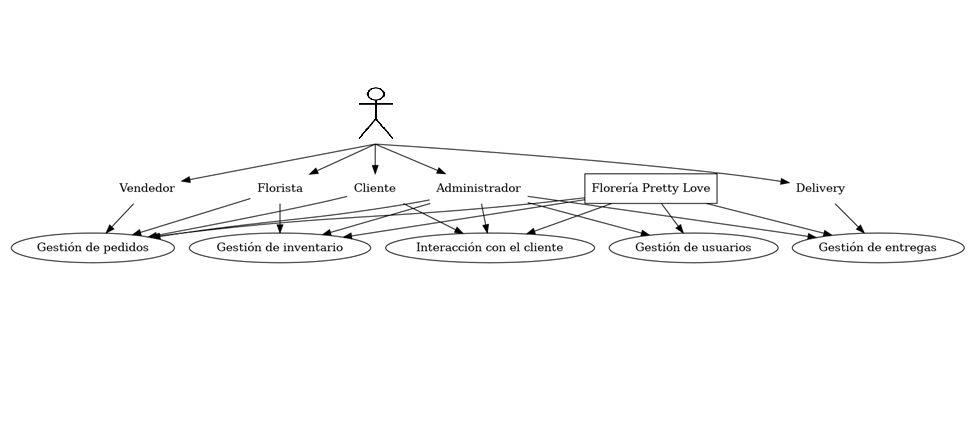 Vendedor
Florista
Cliente
Administrador
Florería Pretty Love
Delivery
Gestión de pedidos
Gestión de inventario
Interacción con el cliente
Gestión de usuarios
Gestión de entregas